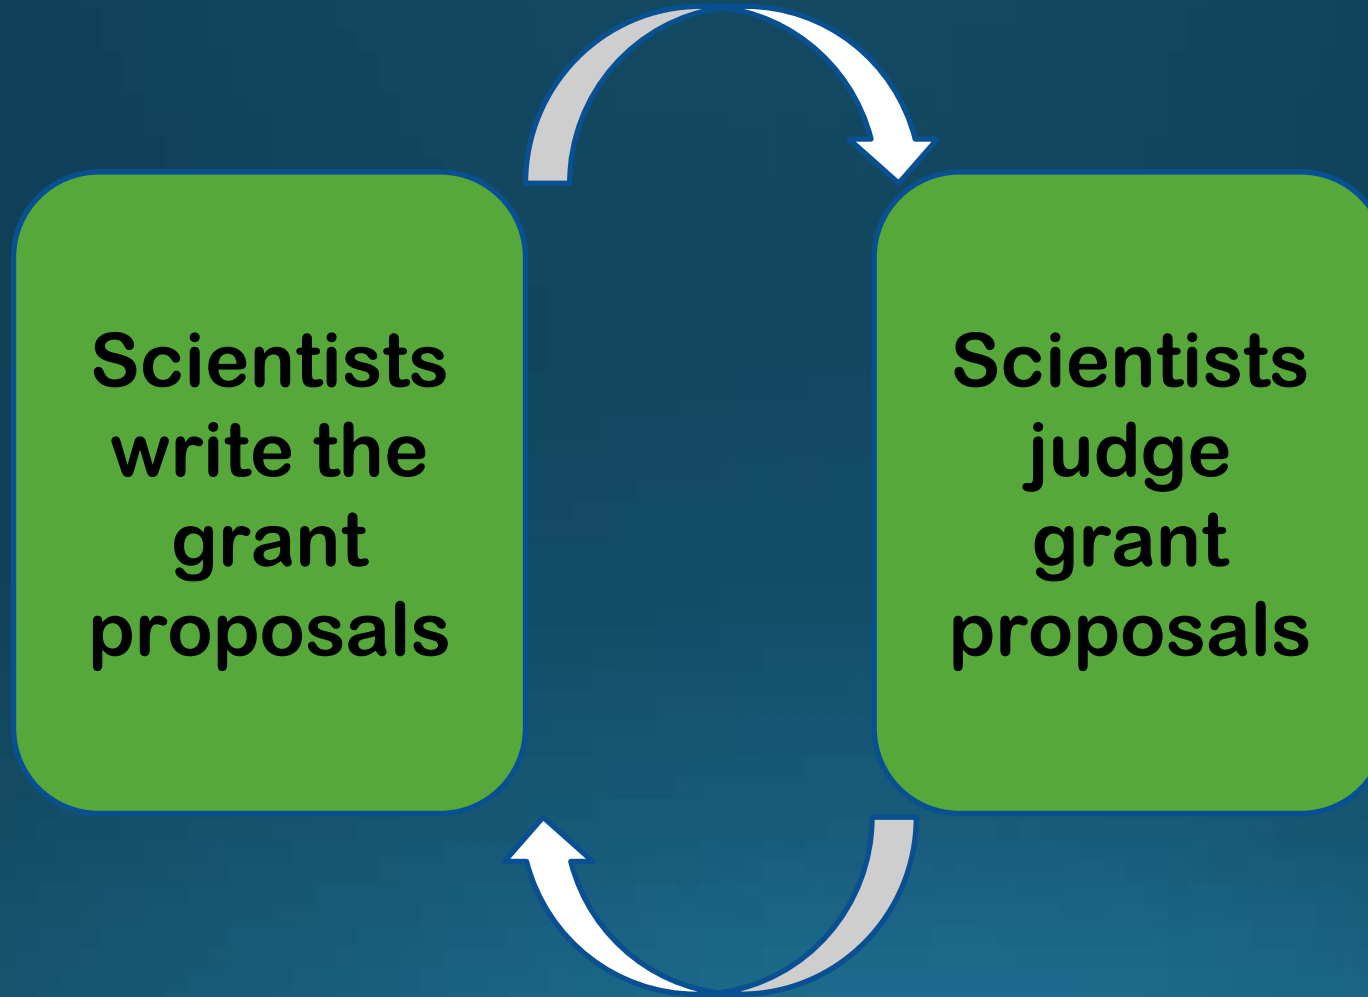 Scientists
write the
grant
proposals
Scientists
judge
grant
proposals